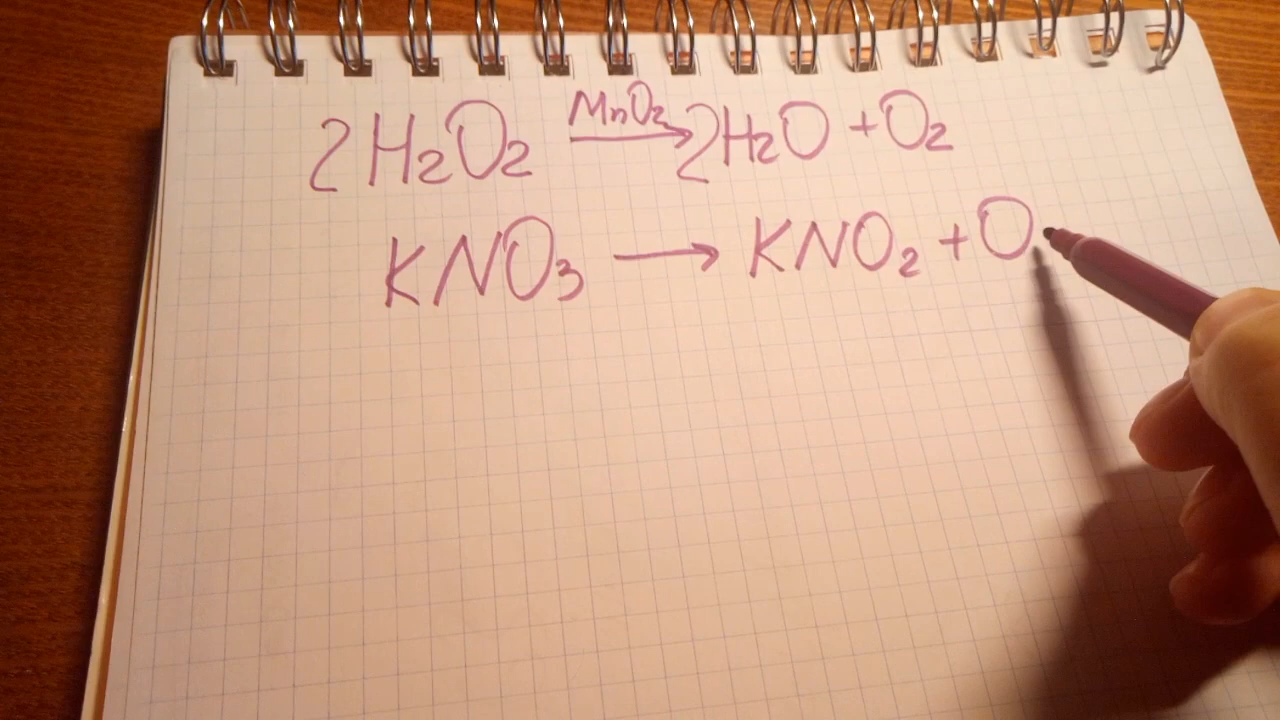 2H₂O₂ MnO₂→ 2H₂O + O₂
KNO₃ → KNO₂ + O